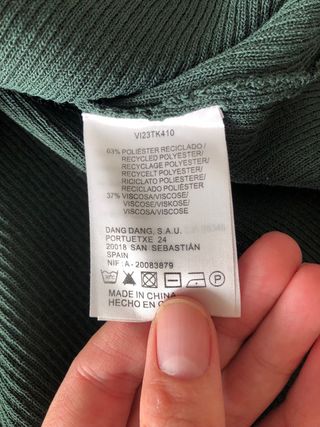 VI23TK410
63% POLIÉSTER RECICLADO/
RECYCLED POLYESTER/
RECYCLAGE POLYESTER/
RECYCELT POLYESTER/
RICICLATO POLIESTERE/
RECICLADO POLIÉSTER
37% VISCOSA/VISCOSE/
VISCOSE/VISKOSE/
VISCOSA/VISCOSE
DANG DANG, S.A.U.
PORTUETXE 24
20018 SAN SEBASTIÁN
SPAIN
NIF: A-20083879
P
MADE IN CHINA
HECHO EN